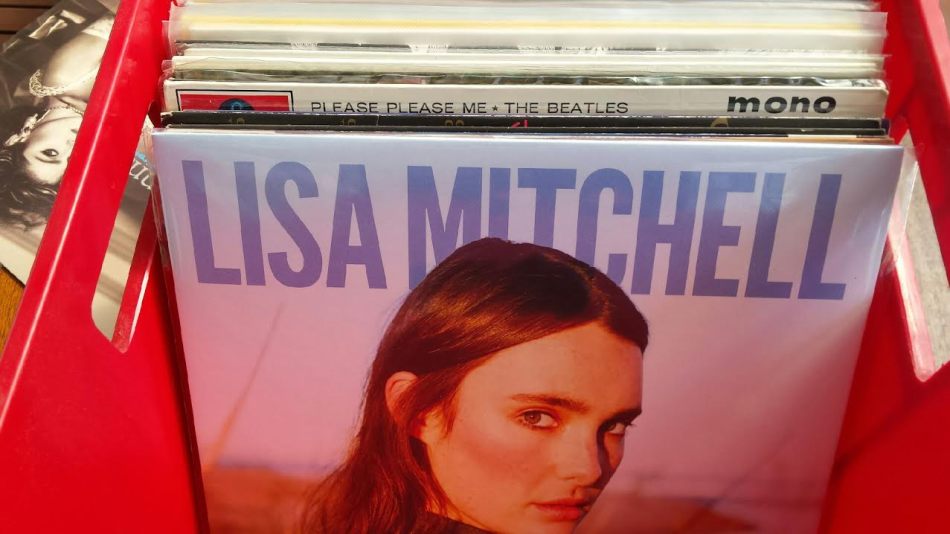 PLEASE PLEASE ME ★ THE BEATLES mono
LISA MITCHELL